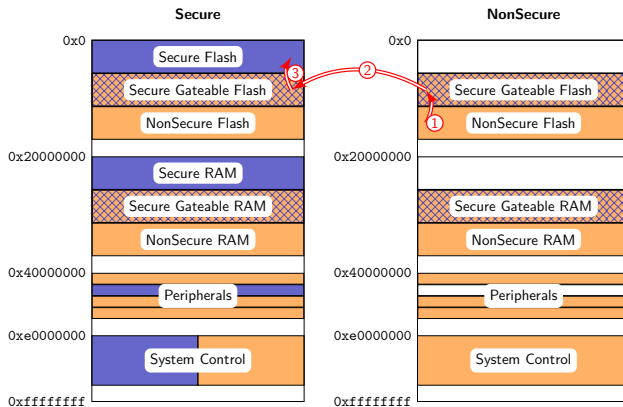 Secure
NonSecure
0x0
Secure Flash
3
2
Secure Gateable Flash
NonSecure Flash
0x20000000
Secure RAM
Secure Gateable RAM
NonSecure RAM
0x40000000
Peripherals
0xe0000000
System Control
0xffffffff
0x0
Secure Gateable Flash
NonSecure Flash
1
0x20000000
Secure Gateable RAM
NonSecure RAM
0x40000000
Peripherals
0xe0000000
System Control
0xffffffff